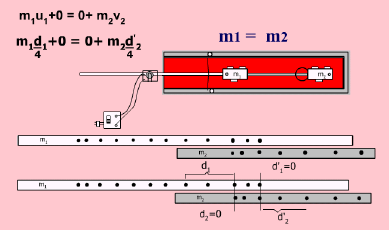 m₁u₁+0 = 0+ m₂v₂
m₁d₁/4+0 = 0+ m₂d'₂/4
m₁ = m₂
m₁ m₂
m₁
m₂
d₁ d'₁=0
m₁
m₂
d₂=0 d'₂